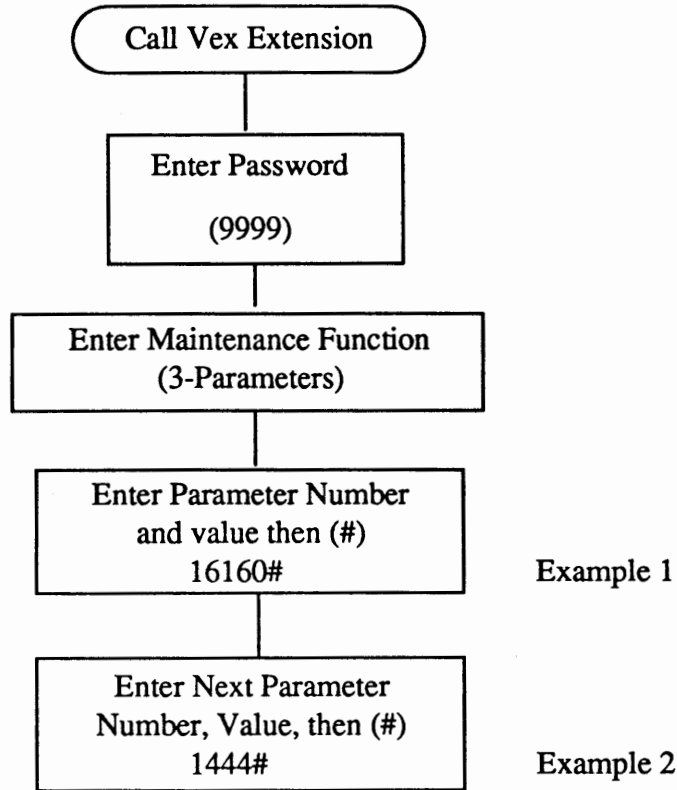 Call Vex Extension
Enter Password
(9999)
Enter Maintenance Function
(3-Parameters)
Enter Parameter Number
and value then (#)
16160#
Example 1
Enter Next Parameter
Number, Value, then (#)
1444#
Example 2